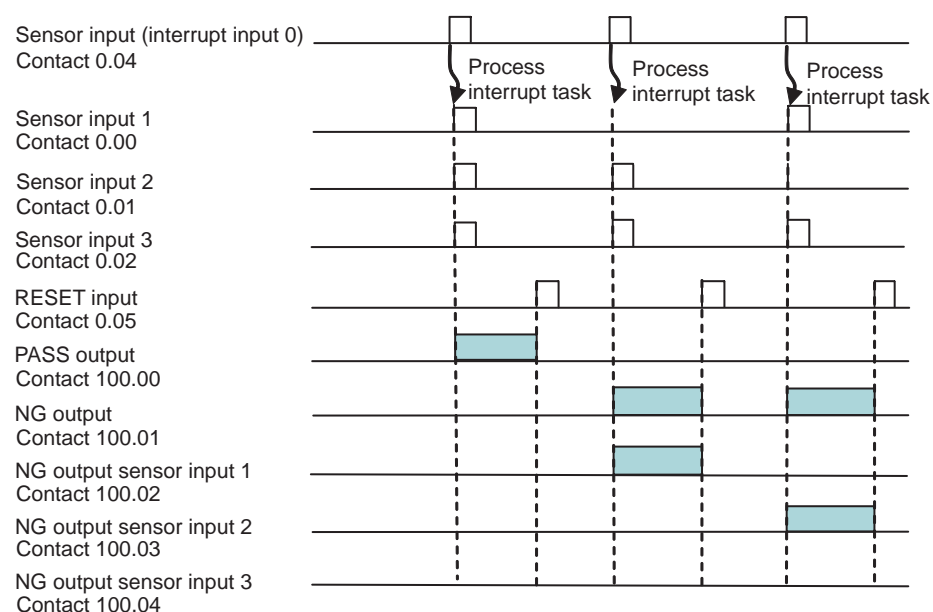 Sensor input (interrupt input 0)
Contact 0.04
Process
interrupt task
Process
interrupt task
Process
interrupt task
Sensor input 1
Contact 0.00
Sensor input 2
Contact 0.01
Sensor input 3
Contact 0.02
RESET input
Contact 0.05
PASS output
Contact 100.00
NG output
Contact 100.01
NG output sensor input 1
Contact 100.02
NG output sensor input 2
Contact 100.03
NG output sensor input 3
Contact 100.04